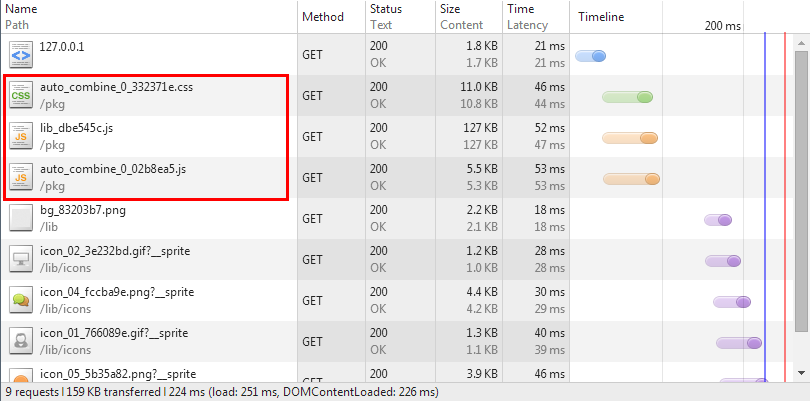 Name Method Status Size Time Timeline
Path Text Content Latency 200 ms
127.0.0.1 GET 200 1.8 KB 21 ms
OK 1.7 KB 21 ms
CSS auto_combine_0_332371e.css GET 200 11.0 KB 46 ms
/pkg OK 10.8 KB 44 ms
JS lib_dbe545c.js GET 200 127 KB 52 ms
/pkg OK 127 KB 47 ms
JS auto_combine_0_02b8ea5.js GET 200 5.5 KB 53 ms
/pkg OK 5.3 KB 53 ms
bg_83203b7.png GET 200 2.2 KB 18 ms
/lib OK 2.1 KB 18 ms
icon_02_3e232bd.gif?__sprite GET 200 1.2 KB 28 ms
/lib/icons OK 1.0 KB 28 ms
icon_04_fccba9e.png?__sprite GET 200 4.4 KB 30 ms
/lib/icons OK 4.2 KB 29 ms
icon_01_766089e.gif?__sprite GET 200 1.3 KB 40 ms
/lib/icons OK 1.1 KB 39 ms
icon_05_5b35a82.png?__sprite GET 200 4.9 KB 46 ms
9 requests I 159 KB transferred I 224 ms (load: 251 ms, DOMContentLoaded: 226 ms)